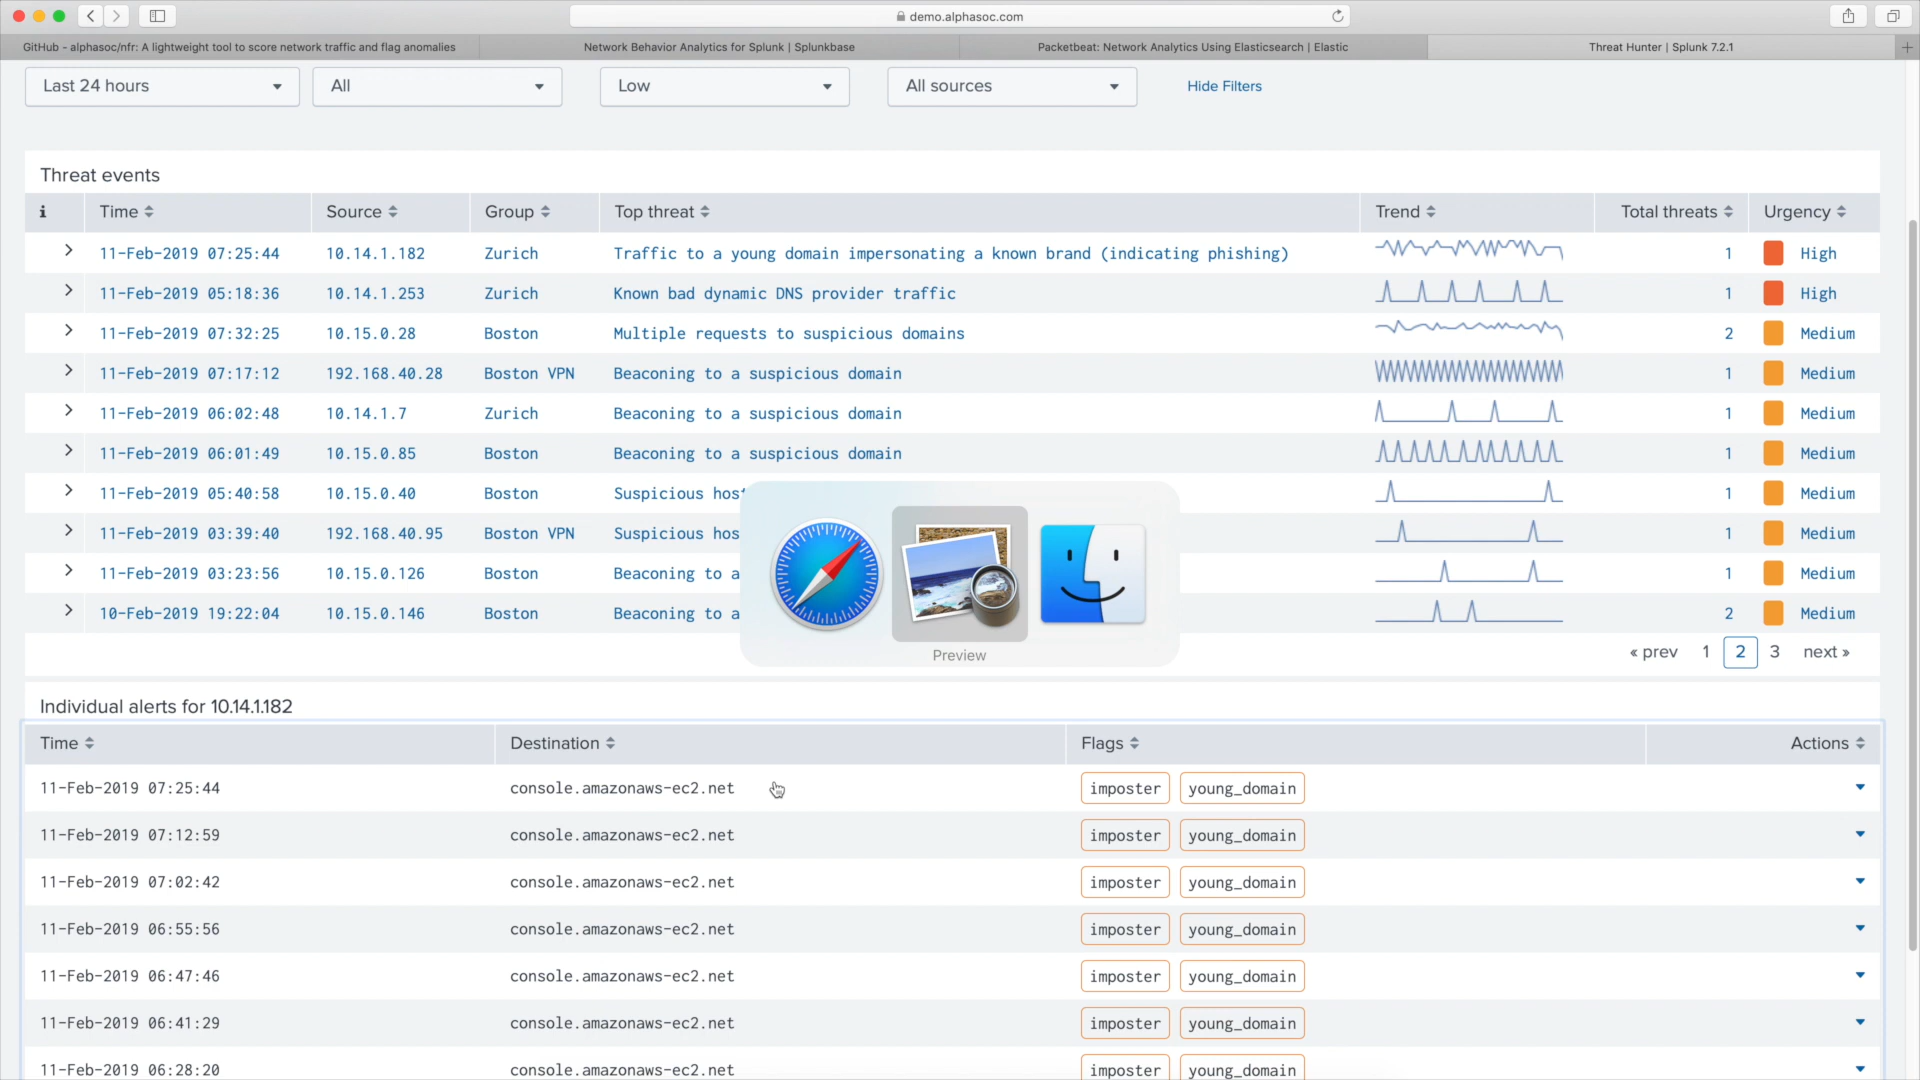 demo.alphasoc.com
GitHub - alphasoc/nfr: A lightweight tool to score network traffic and flag anomalies
Network Behavior Analytics for Splunk | Splunkbase
Packetbeat: Network Analytics Using Elasticsearch | Elastic
Threat Hunter | Splunk 7.2.1
Last 24 hours
All
Low
All sources
Hide Filters
Threat events
i Time Source Group Top threat Trend Total threats Urgency
11-Feb-2019 07:25:44 10.14.1.182 Zurich Traffic to a young domain impersonating a known brand (indicating phishing) 1 High
11-Feb-2019 05:18:36 10.14.1.253 Zurich Known bad dynamic DNS provider traffic 1 High
11-Feb-2019 07:32:25 10.15.0.28 Boston Multiple requests to suspicious domains 2 Medium
11-Feb-2019 07:17:12 192.168.40.28 Boston VPN Beaconing to a suspicious domain 1 Medium
11-Feb-2019 06:02:48 10.14.1.7 Zurich Beaconing to a suspicious domain 1 Medium
11-Feb-2019 06:01:49 10.15.0.85 Boston Beaconing to a suspicious domain 1 Medium
11-Feb-2019 05:40:58 10.15.0.40 Boston Suspicious 1 Medium
11-Feb-2019 03:39:40 192.168.40.95 Boston VPN Suspicious hos 1 Medium
11-Feb-2019 03:23:56 10.15.0.126 Boston Beaconing to a 1 Medium
10-Feb-2019 19:22:04 10.15.0.146 Boston Beaconing to a 2 Medium
Preview
« prev 1 2 3 next »
Individual alerts for 10.14.1.182
Time Destination Flags Actions
11-Feb-2019 07:25:44 console.amazonaws-ec2.net imposter young_domain
11-Feb-2019 07:12:59 console.amazonaws-ec2.net imposter young_domain
11-Feb-2019 07:02:42 console.amazonaws-ec2.net imposter young_domain
11-Feb-2019 06:55:56 console.amazonaws-ec2.net imposter young_domain
11-Feb-2019 06:47:46 console.amazonaws-ec2.net imposter young_domain
11-Feb-2019 06:41:29 console.amazonaws-ec2.net imposter young_domain
11-Feb-2019 06:28:20 console.amazonaws-ec2.net imposter young_domain